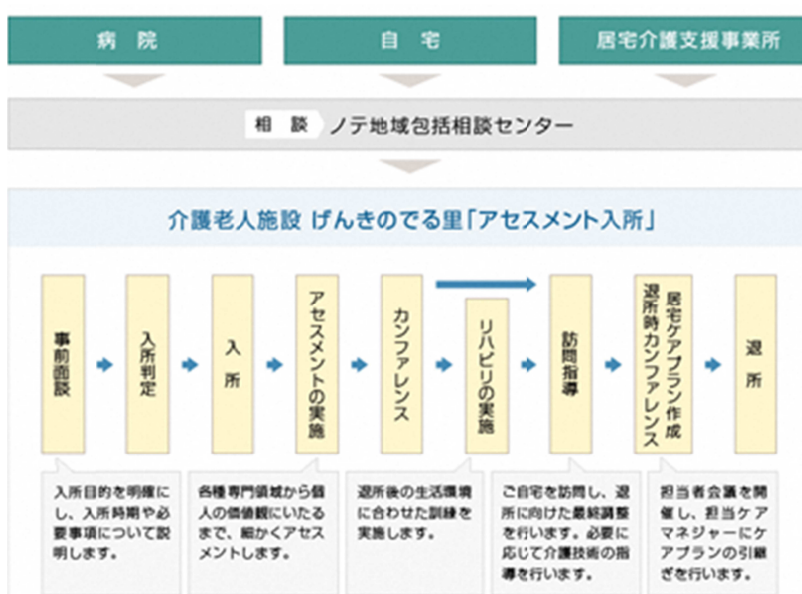 病 院
自 宅
居宅介護支援事業所
相 談 ノテ地域包括相談センター
介護老人施設 げんきのでる里「アセスメント入所」
事前面談
入所判定
入 所
アセスメントの実施
カンファレンス
リハビリの実施
訪問指導
居宅ケアプラン作成
退所時カンファレンス
退 所
入所目的を明確に
し、入所時期や必
要事項について説
明します。
各種専門領域から個
人の価値観にいたる
まで、細かくアセス
メントします。
退所後の生活環境
に合わせた訓練を
実施します。
ご自宅を訪問し、退
所に向けた最終調整
を行います。必要に
応じて介護技術の指
導を行います。
担当者会議を開
催し、担当ケア
マネジャーにケ
アプランの引継
ぎを行います。